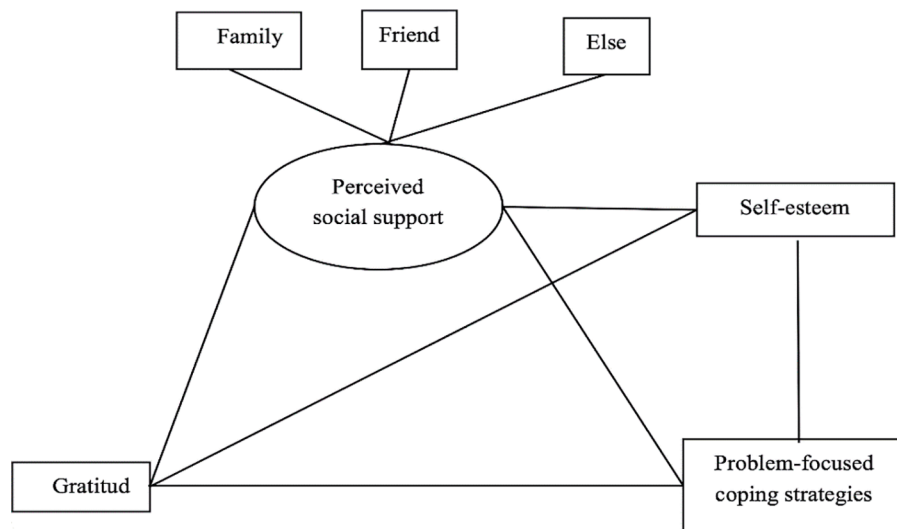 Family
Friend
Else
Perceived
social support
Self-esteem
Gratitud
Problem-focused
coping strategies